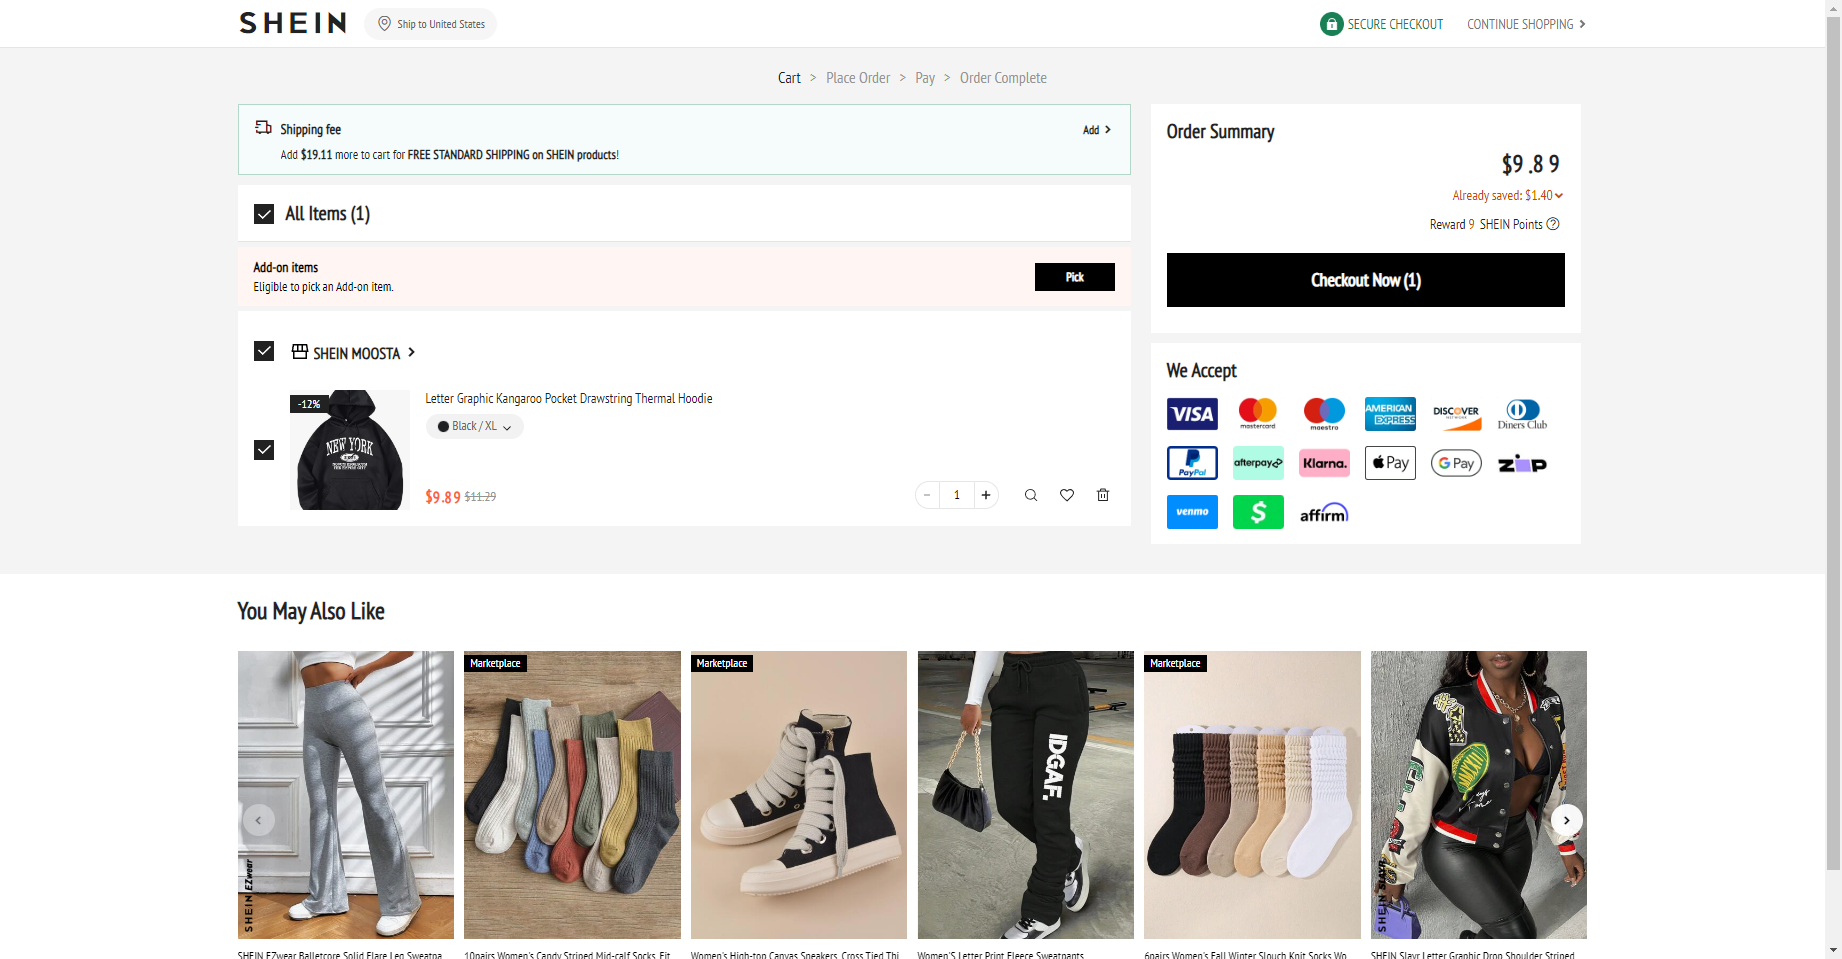 SHEIN
Ship to United States
SECURE CHECKOUT
CONTINUE SHOPPING
Cart > Place Order > Pay > Order Complete
Shipping fee
Add
Add $19.11 more to cart for FREE STANDARD SHIPPING on SHEIN products!
All Items (1)
Add-on items
Eligible to pick an Add-on item.
Pick
SHEIN MOOSTA
-12%
NEW YORK
Letter Graphic Kangaroo Pocket Drawstring Thermal Hoodie
Black / XL
$9.89 $11.29
- 1 +
Order Summary
$9.89
Already saved: $1.40
Reward 9 SHEIN Points
Checkout Now (1)
We Accept
VISA
mastercard
maestro
AMERICAN EXPRESS
DISCOVER
Diners Club
PayPal
afterpay
Klarna.
Pay
G Pay
ZIP
venmo
$
affirm
You May Also Like
SHEIN EZwear
Marketplace
Marketplace
IDGAF.
Marketplace
SHEIN SLAYR
SHEIN EZwear Balletcore Solid Flare Leg Sweatpa
10pairs Women's Candy Striped Mid-calf Socks, Fit
Women's High-top Canvas Sneakers, Cross Tied Thi
Women'S Letter Print Fleece Sweatpants
6pairs Women's Fall Winter Slouch Knit Socks Wo
SHEIN Slayr Letter Graphic Drop Shoulder Striped